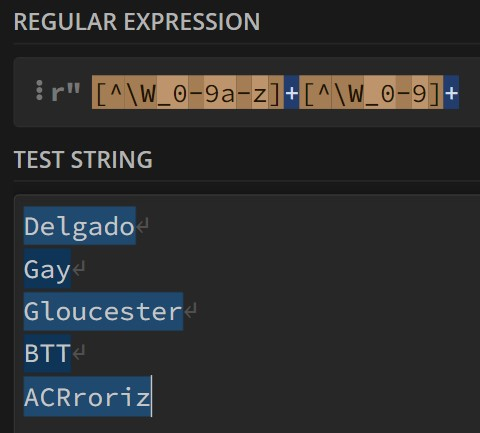 REGULAR EXPRESSION
r" [^\W_0-9a-z]+[^\W_0-9]+
TEST STRING
Delgado↵
Gay↵
Gloucester↵
BTT↵
ACRroriz